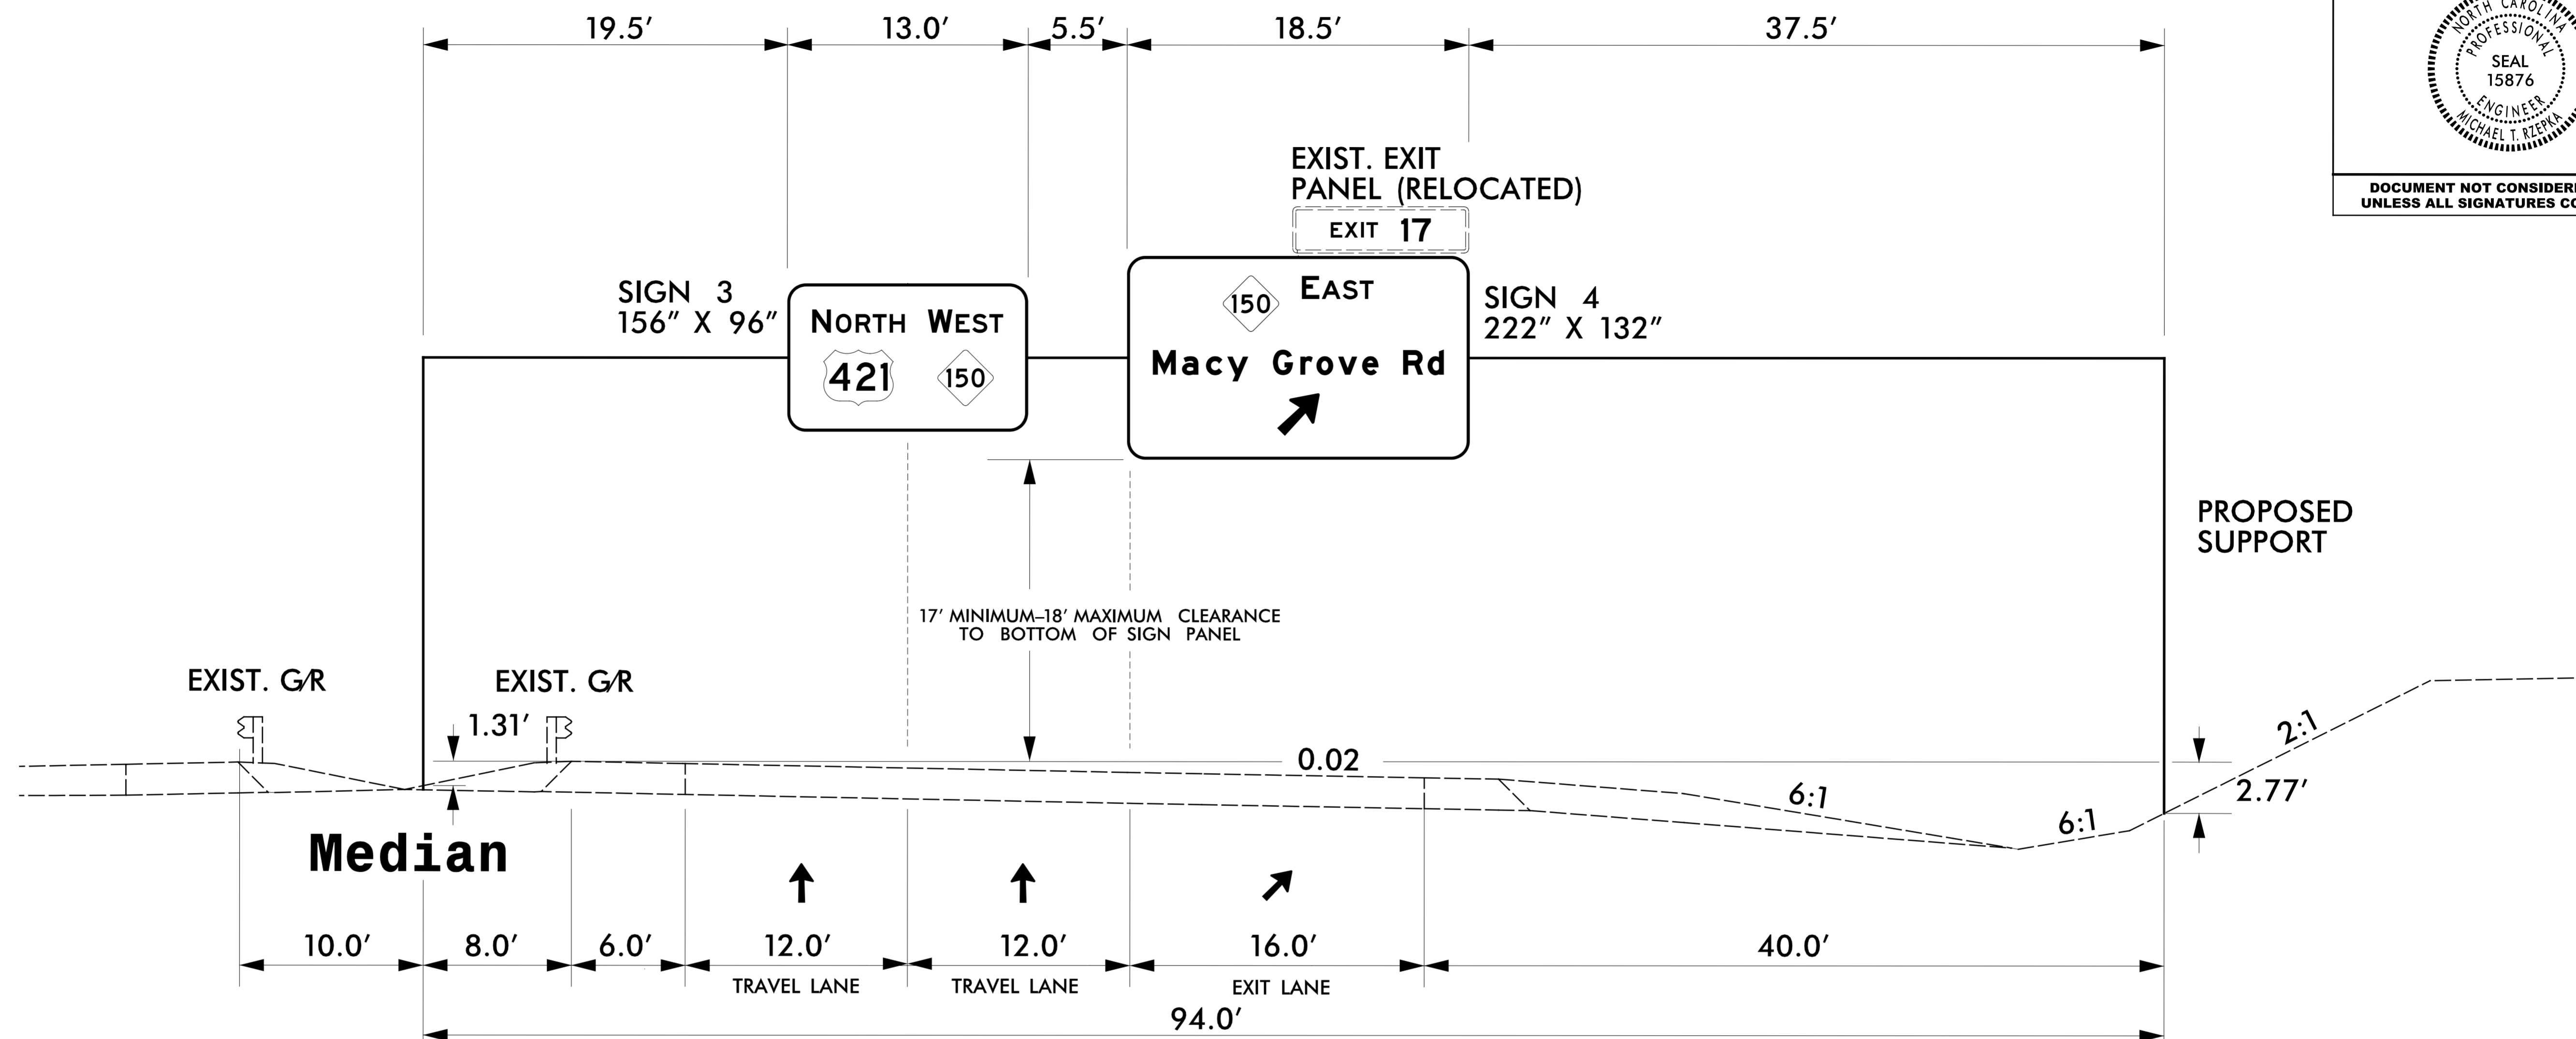 19.5′
13.0′
5.5′
18.5′
37.5′
NORTH CAROLINA
PROFESSIONAL
SEAL
15876
ENGINEER
MICHAEL T. RZEPKA
DOCUMENT NOT CONSIDER
UNLESS ALL SIGNATURES CO
EXIST. EXIT
PANEL (RELOCATED)
EXIT 17
SIGN 3
156″ X 96″
NORTH WEST
421 150
150 EAST
Macy Grove Rd
SIGN 4
222″ X 132″
PROPOSED
SUPPORT
17′ MINIMUM–18′ MAXIMUM CLEARANCE
TO BOTTOM OF SIGN PANEL
EXIST. G/R
EXIST. G/R
1.31′
0.02
6:1
6:1
2:1
2.77′
Median
10.0′
8.0′
6.0′
12.0′
12.0′
16.0′
40.0′
TRAVEL LANE
TRAVEL LANE
EXIT LANE
94.0′